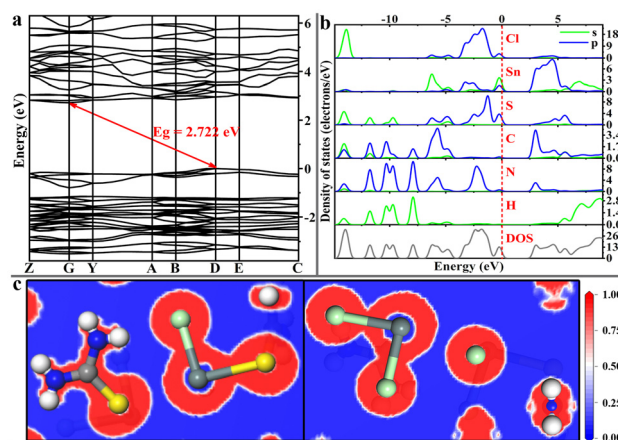 a
6
4
2
0
-2
Energy (eV)
Eg = 2.722 eV
Z G Y A B D E C
b
-10 -5 0 5
s
p
Cl
18
9
0
Sn
6
3
0
S
8
4
0
C
3.4
1.7
0
N
8
4
0
H
2.8
1.4
0
DOS
26
13
0
Density of states (electrons/eV)
Energy (eV)
c
1.00
0.75
0.50
0.25
0.00